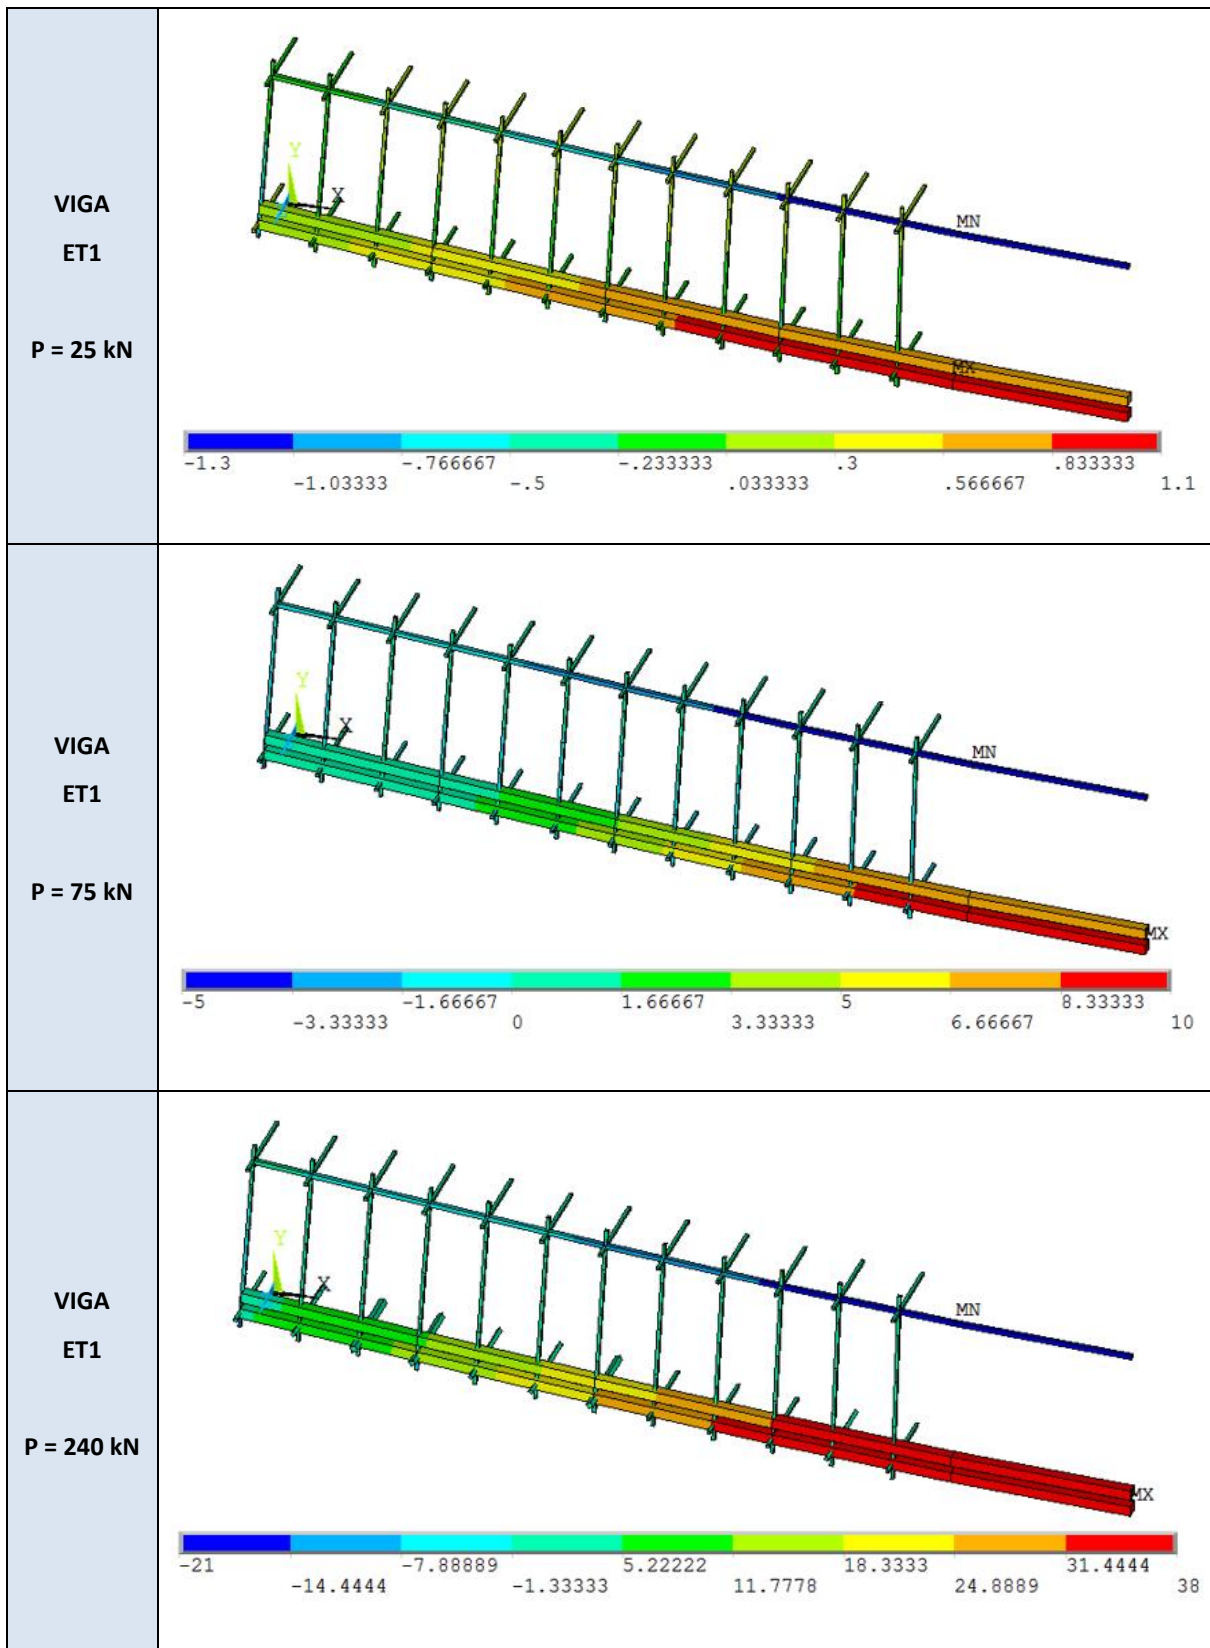 VIGA
ET1
P = 25 kN
Y
X
MN
MX
-1.3 -.766667 -.233333 .3 .833333
-1.03333 -.5 .033333 .566667 1.1
VIGA
ET1
P = 75 kN
Y
X
MN
MX
-5 -1.66667 1.66667 5 8.33333
-3.33333 0 3.33333 6.66667 10
VIGA
ET1
P = 240 kN
Y
X
MN
MX
-21 -7.88889 5.22222 18.3333 31.4444
-14.4444 -1.33333 11.7778 24.8889 38